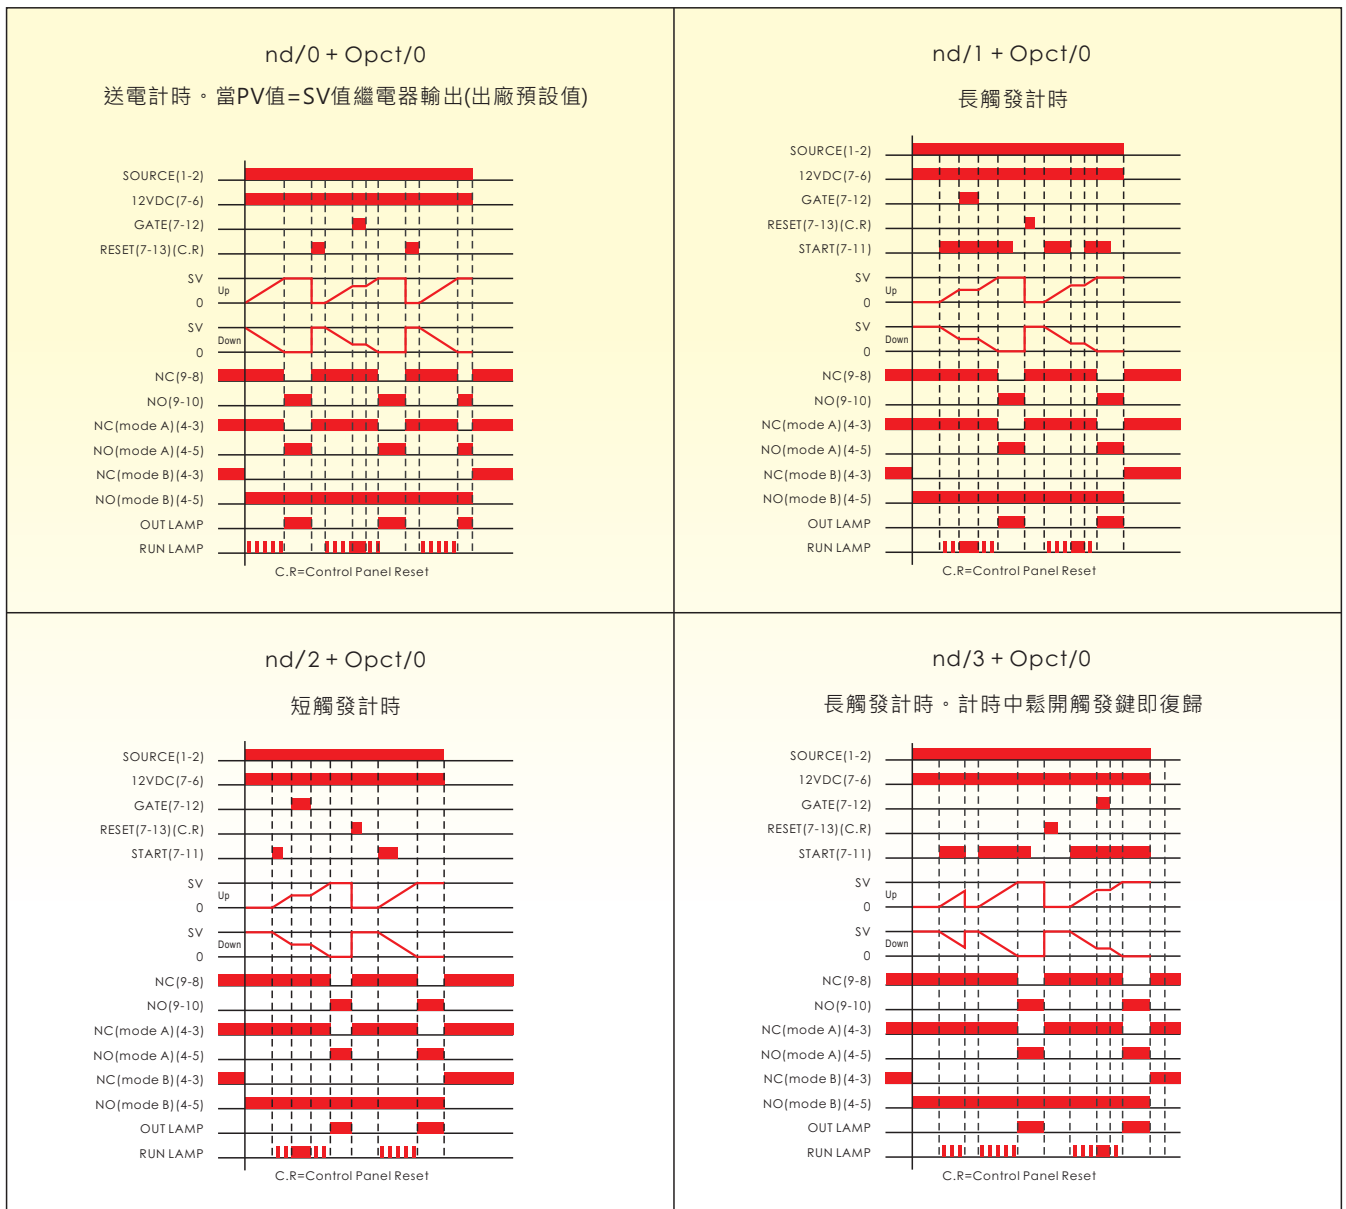 nd/0 + Opct/0
送電計時。當PV值=SV值繼電器輸出(出廠預設值)
SOURCE(1-2)
12VDC(7-6)
GATE(7-12)
RESET(7-13)(C.R)
SV
Up
0
SV
Down
0
NC(9-8)
NO(9-10)
NC(mode A)(4-3)
NO(mode A)(4-5)
NC(mode B)(4-3)
NO(mode B)(4-5)
OUT LAMP
RUN LAMP
C.R=Control Panel Reset
nd/1 + Opct/0
長觸發計時
SOURCE(1-2)
12VDC(7-6)
GATE(7-12)
RESET(7-13)(C.R)
START(7-11)
SV
Up
0
SV
Down
0
NC(9-8)
NO(9-10)
NC(mode A)(4-3)
NO(mode A)(4-5)
NC(mode B)(4-3)
NO(mode B)(4-5)
OUT LAMP
RUN LAMP
C.R=Control Panel Reset
nd/2 + Opct/0
短觸發計時
SOURCE(1-2)
12VDC(7-6)
GATE(7-12)
RESET(7-13)(C.R)
START(7-11)
SV
Up
0
SV
Down
0
NC(9-8)
NO(9-10)
NC(mode A)(4-3)
NO(mode A)(4-5)
NC(mode B)(4-3)
NO(mode B)(4-5)
OUT LAMP
RUN LAMP
C.R=Control Panel Reset
nd/3 + Opct/0
長觸發計時。計時中鬆開觸發鍵即復歸
SOURCE(1-2)
12VDC(7-6)
GATE(7-12)
RESET(7-13)(C.R)
START(7-11)
SV
Up
0
SV
Down
0
NC(9-8)
NO(9-10)
NC(mode A)(4-3)
NO(mode A)(4-5)
NC(mode B)(4-3)
NO(mode B)(4-5)
OUT LAMP
RUN LAMP
C.R=Control Panel Reset